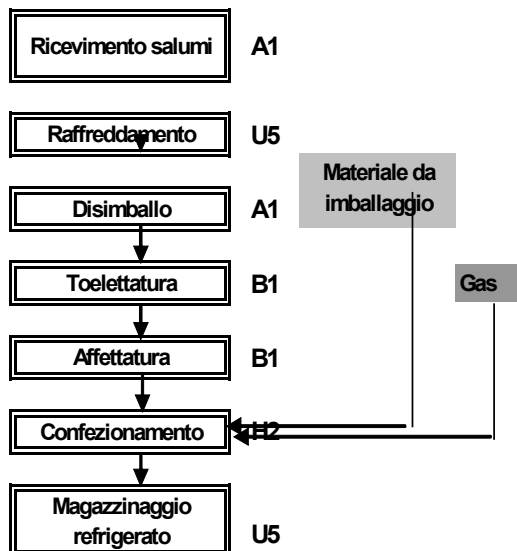 Ricevimento salumi A1
Raffreddamento U5
Materiale da
imballaggio
Disimballo A1
Toelettatura B1
Gas
Affettatura B1
Confezionamento H2
Magazzinaggio
refrigerato U5